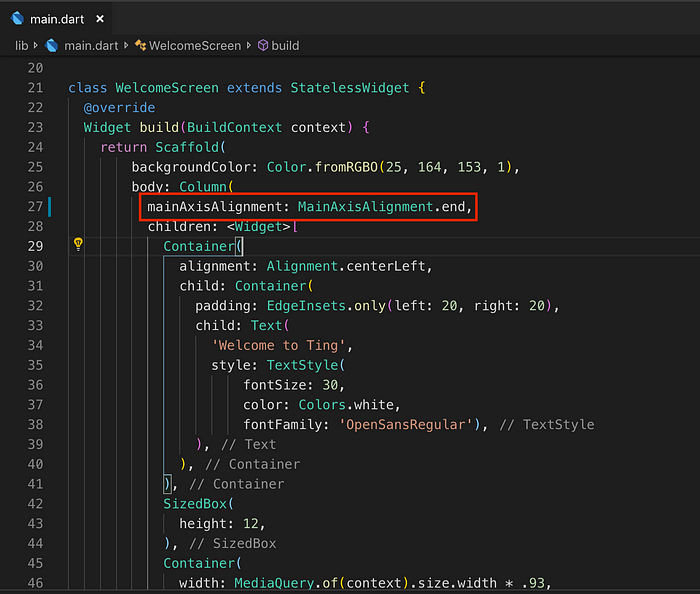 main.dart ×
lib main.dart WelcomeScreen build
20
21 class WelcomeScreen extends StatelessWidget {
22 @override
23 Widget build(BuildContext context) {
24 return Scaffold(
25 backgroundColor: Color.fromRGBO(25, 164, 153, 1),
26 body: Column(
27 mainAxisAlignment: MainAxisAlignment.end,
28 children: <Widget>[
29 Container(
30 alignment: Alignment.centerLeft,
31 child: Container(
32 padding: EdgeInsets.only(left: 20, right: 20),
33 child: Text(
34 'Welcome to Ting',
35 style: TextStyle(
36 fontSize: 30,
37 color: Colors.white,
38 fontFamily: 'OpenSansRegular'), // TextStyle
39 ), // Text
40 ), // Container
41 ), // Container
42 SizedBox(
43 height: 12,
44 ), // SizedBox
45 Container(
46 width: MediaQuery.of(context).size.width * .93,